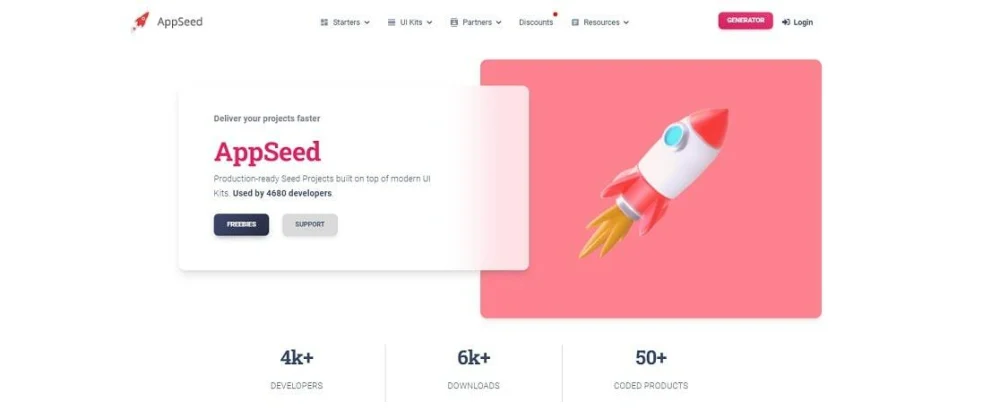 AppSeed
Starters
UI Kits
Partners
Discounts
Resources
GENERATOR
Login
Deliver your projects faster
AppSeed
Production-ready Seed Projects built on top of modern UI
Kits. Used by 4680 developers.
FREEBIES
SUPPORT
4k+
6k+
50+
DEVELOPERS
DOWNLOADS
CODED PRODUCTS